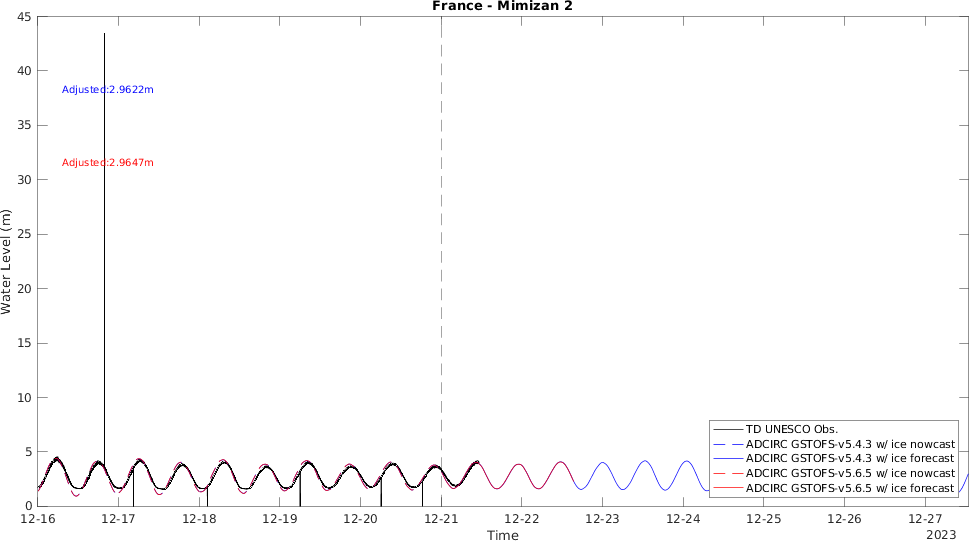 France - Mimizan 2
45
40
35
30
25
20
15
10
5
0
Water Level (m)
Adjusted:2.9622m
Adjusted:2.9647m
TD UNESCO Obs.
ADCIRC GSTOFS-v5.4.3 w/ ice nowcast
ADCIRC GSTOFS-v5.4.3 w/ ice forecast
ADCIRC GSTOFS-v5.6.5 w/ ice nowcast
ADCIRC GSTOFS-v5.6.5 w/ ice forecast
12-16 12-17 12-18 12-19 12-20 12-21 12-22 12-23 12-24 12-25 12-26 12-27
Time
2023